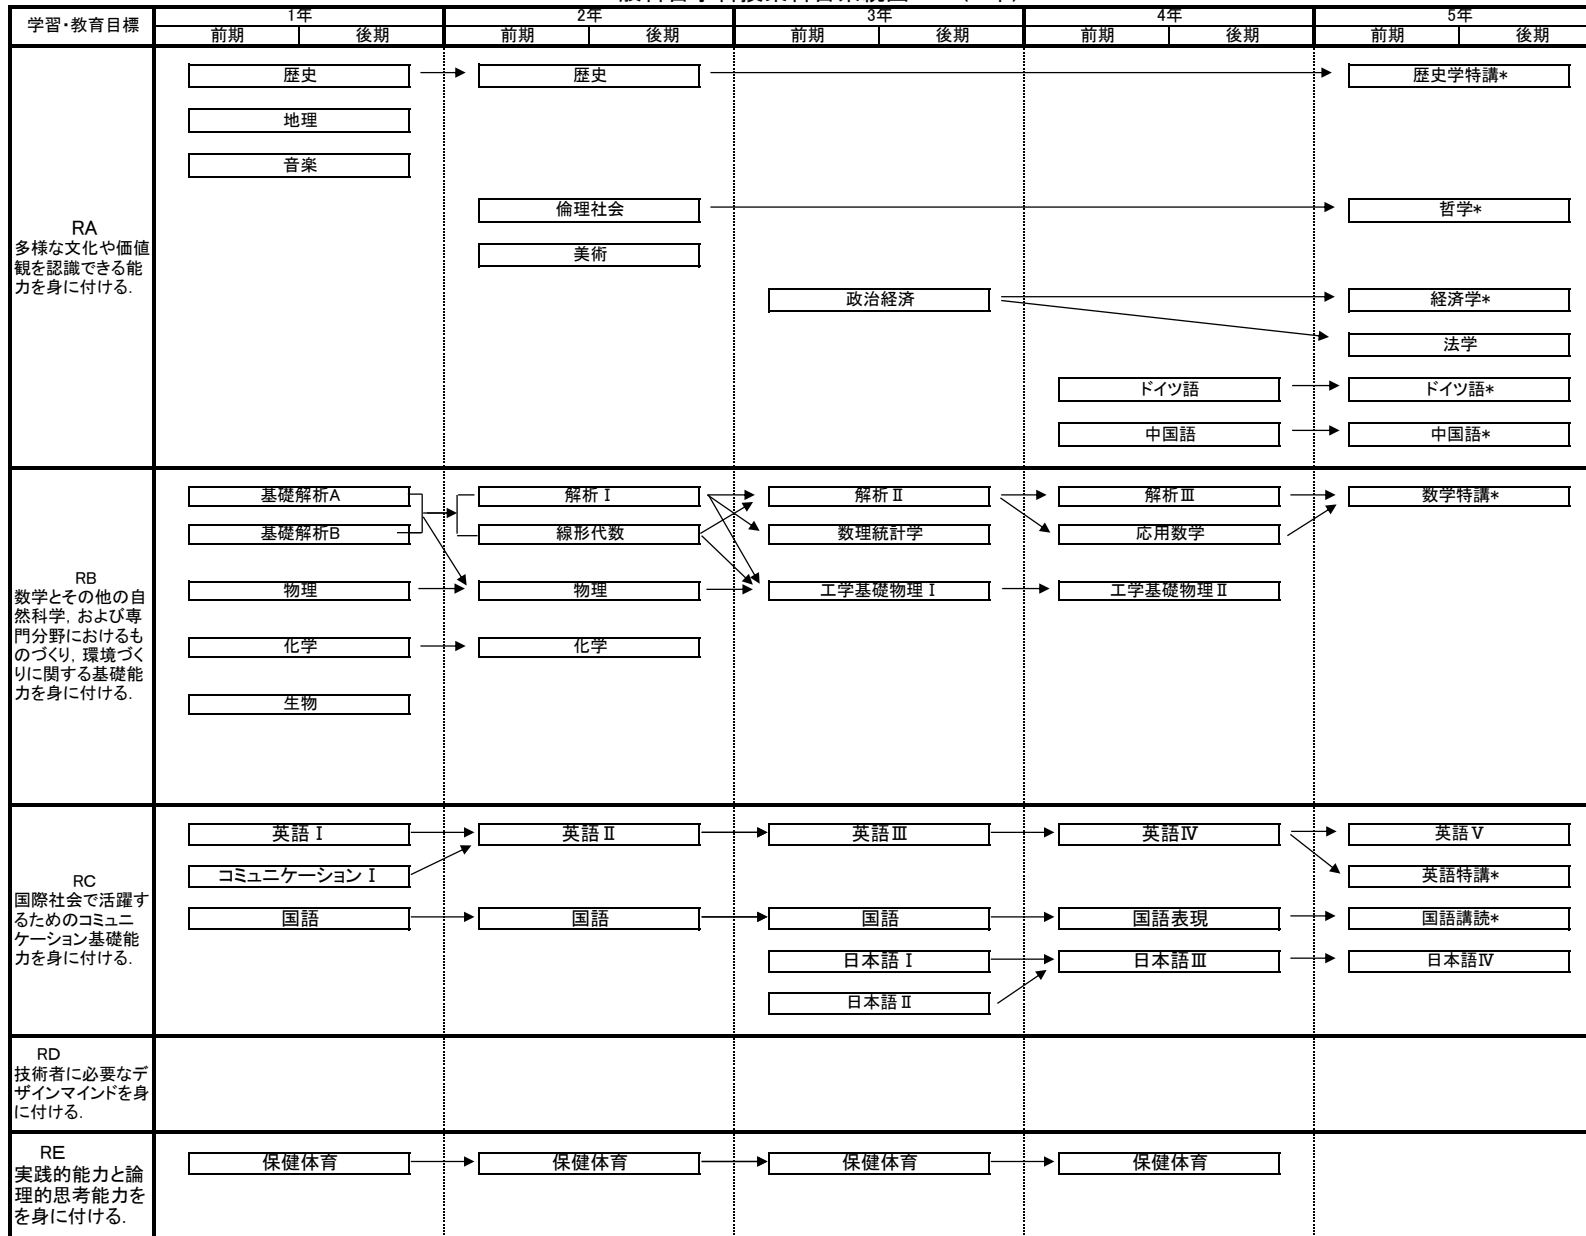 学習・教育目標
1年 2年 3年 4年 5年
前期 後期 前期 後期 前期 後期 前期 後期 前期 後期
RA
多様な文化や価値
観を認識できる能
力を身に付ける.
歴史 歴史 歴史学特講*
地理
音楽
倫理社会 哲学*
美術
政治経済 経済学*
法学
ドイツ語 ドイツ語*
中国語 中国語*
RB
数学とその他の自
然科学, および専
門分野におけるも
のづくり, 環境づく
りに関する基礎能
力を身に付ける.
基礎解析A 解析Ⅰ 解析Ⅱ 解析Ⅲ 数学特講*
基礎解析B 線形代数 数理統計学 応用数学
物理 物理 工学基礎物理Ⅰ 工学基礎物理Ⅱ
化学 化学
生物
RC
国際社会で活躍す
るためのコミュニ
ケーション基礎能
力を身に付ける.
英語Ⅰ 英語Ⅱ 英語Ⅲ 英語Ⅳ 英語Ⅴ
コミュニケーションⅠ 英語特講*
国語 国語 国語 国語表現 国語講読*
日本語Ⅰ 日本語Ⅲ 日本語Ⅳ
日本語Ⅱ
RD
技術者に必要なデ
ザインマインドを身
に付ける.
RE
実践的能力と論
理的思考能力を
を身に付ける.
保健体育 保健体育 保健体育 保健体育